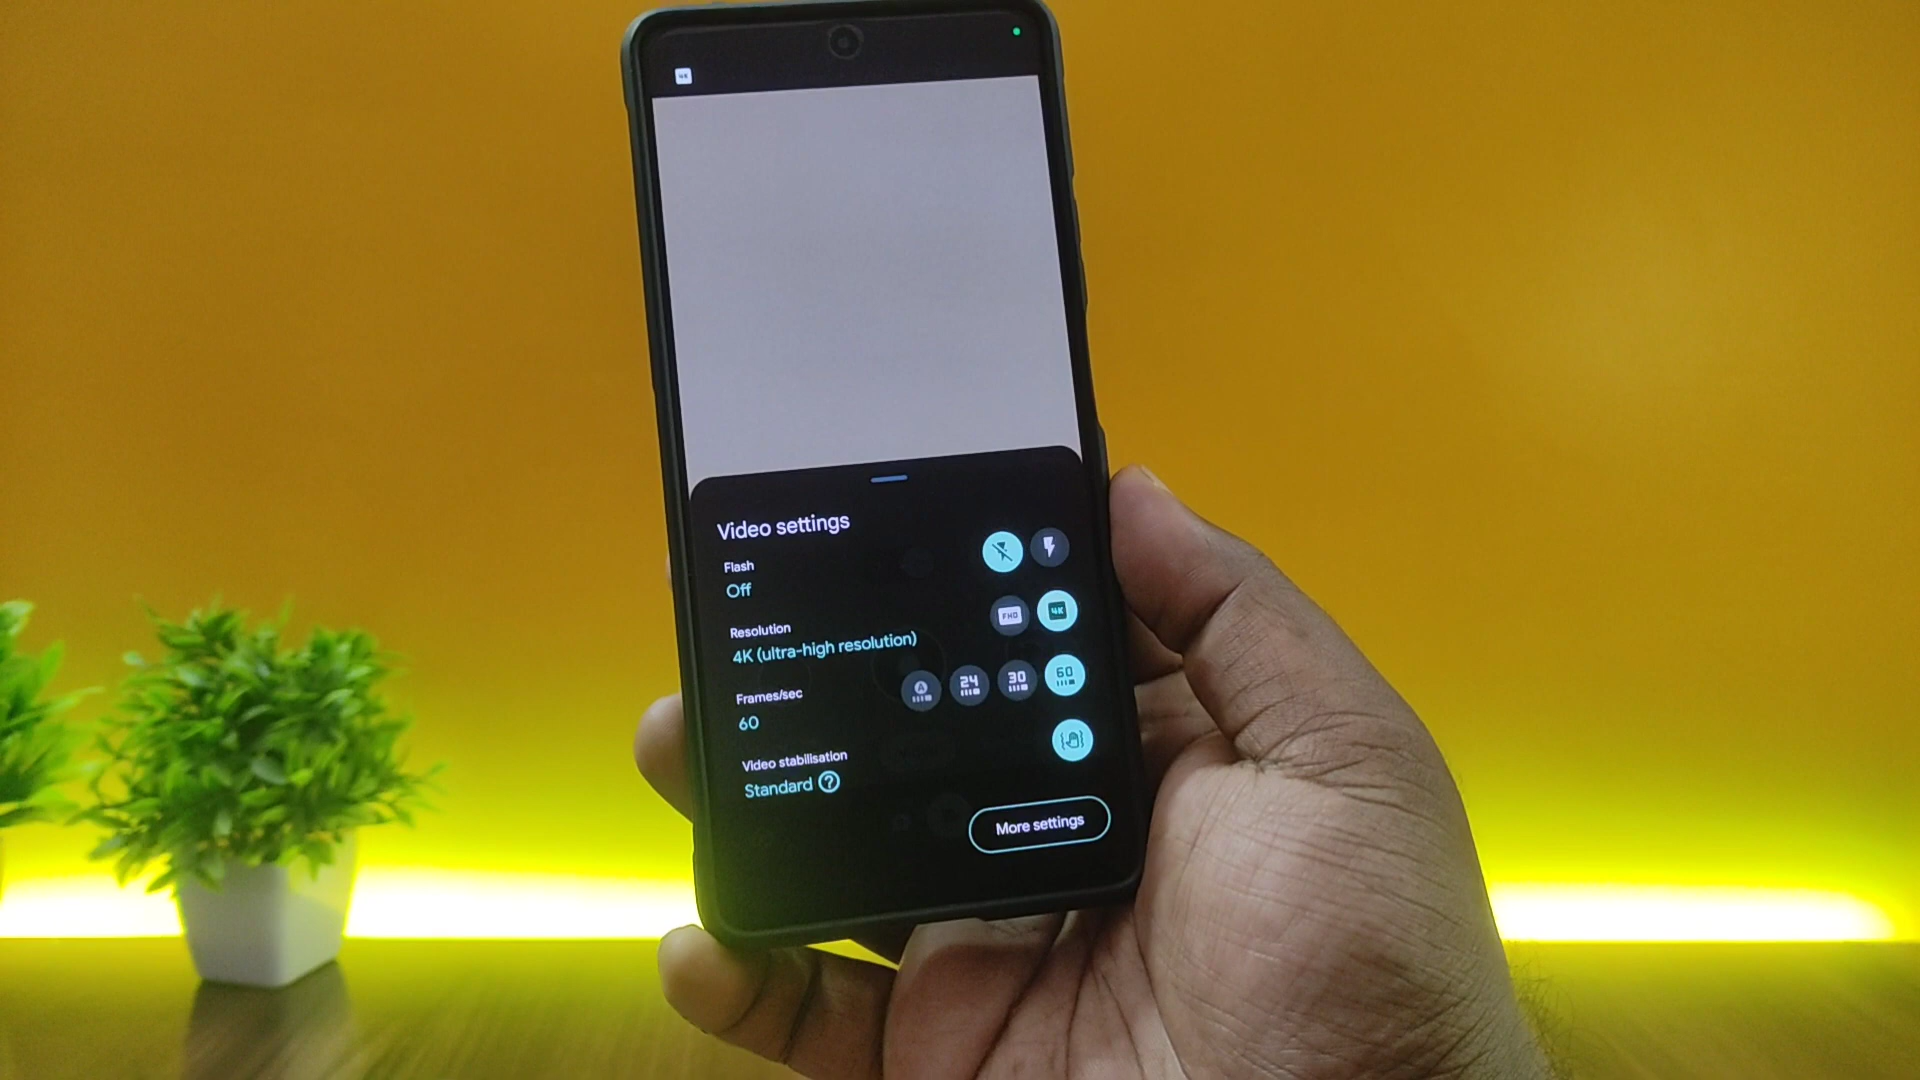 4K
Video settings
Flash
Off
Resolution
FHD 4K
4K (ultra-high resolution)
Frames/sec
A 24 30 60
60
Video stabilisation
Standard ?
More settings